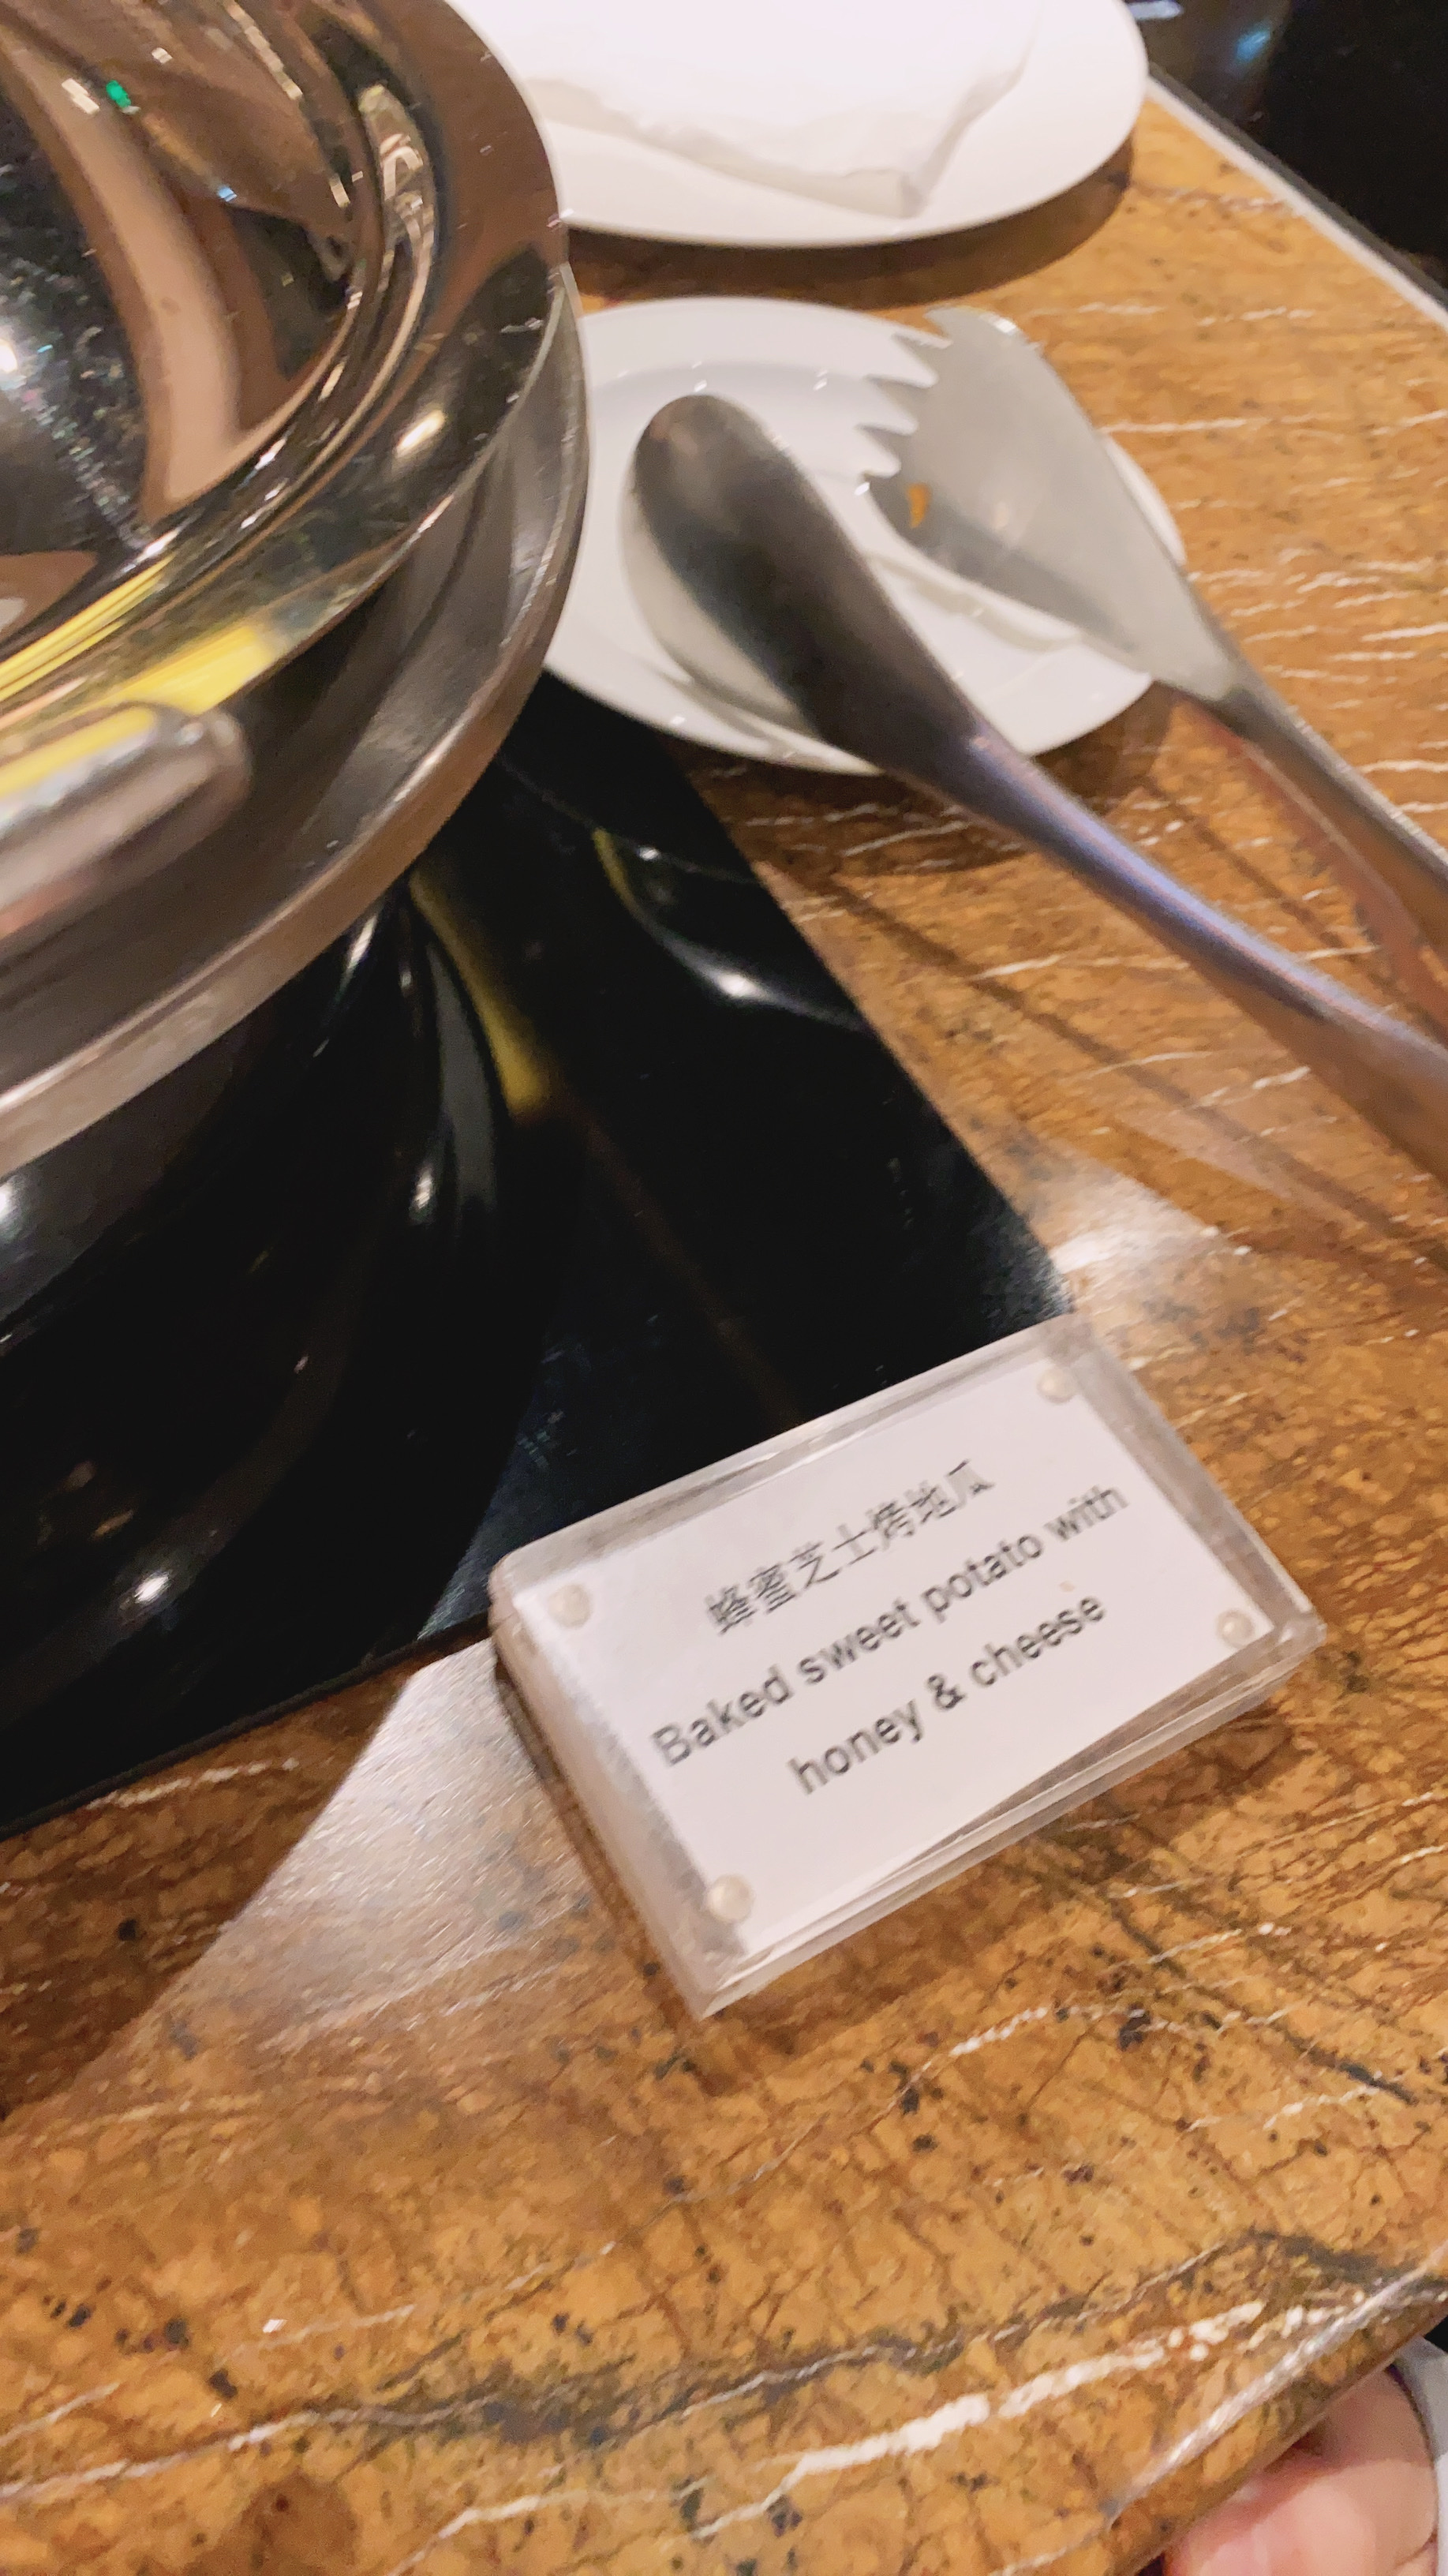 蜂蜜芝士烤地瓜
Baked sweet potato with
honey & cheese